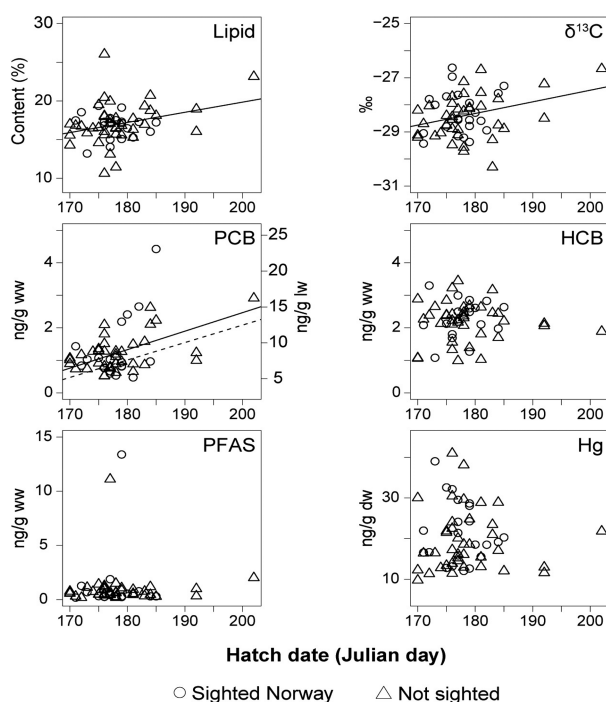 Lipid
Content (%)
30
20
10
170 180 190 200
δ¹³C
‰
−27
−29
−31
170 180 190 200
PCB
ng/g ww
4
2
0
ng/g lw
25
20
15
10
5
170 180 190 200
HCB
ng/g ww
4
2
0
170 180 190 200
PFAS
ng/g ww
15
10
5
0
170 180 190 200
Hg
ng/g dw
30
10
170 180 190 200
Hatch date (Julian day)
○ Sighted Norway △ Not sighted